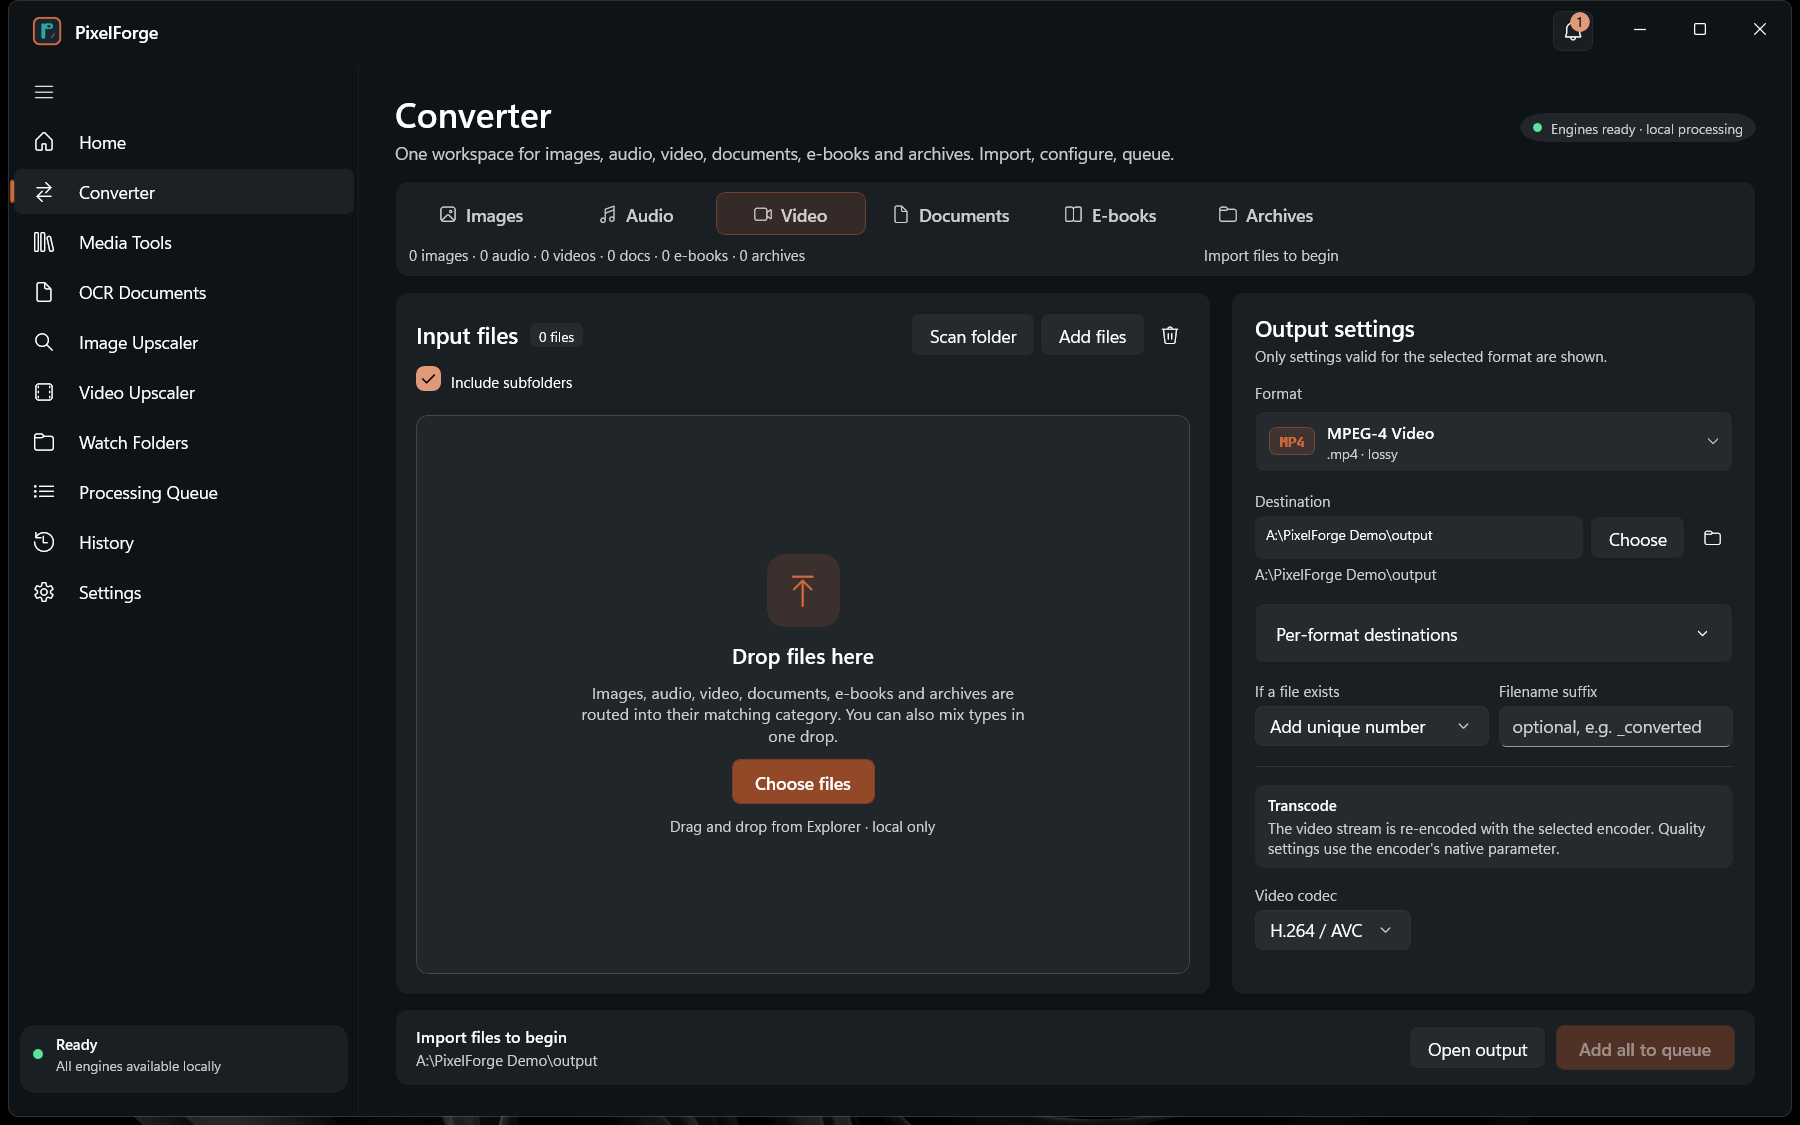 PixelForge
1
Home
Converter
Media Tools
OCR Documents
Image Upscaler
Video Upscaler
Watch Folders
Processing Queue
History
Settings
Ready
All engines available locally
Converter
One workspace for images, audio, video, documents, e-books and archives. Import, configure, queue.
Engines ready · local processing
Images
Audio
Video
Documents
E-books
Archives
0 images · 0 audio · 0 videos · 0 docs · 0 e-books · 0 archives
Import files to begin
Input files
0 files
Scan folder
Add files
Include subfolders
Drop files here
Images, audio, video, documents, e-books and archives are
routed into their matching category. You can also mix types in
one drop.
Choose files
Drag and drop from Explorer · local only
Output settings
Only settings valid for the selected format are shown.
Format
MP4
MPEG-4 Video
.mp4 · lossy
Destination
A:\PixelForge Demo\output
Choose
A:\PixelForge Demo\output
Per-format destinations
If a file exists
Filename suffix
Add unique number
optional, e.g. _converted
Transcode
The video stream is re-encoded with the selected encoder. Quality
settings use the encoder's native parameter.
Video codec
H.264 / AVC
Import files to begin
A:\PixelForge Demo\output
Open output
Add all to queue